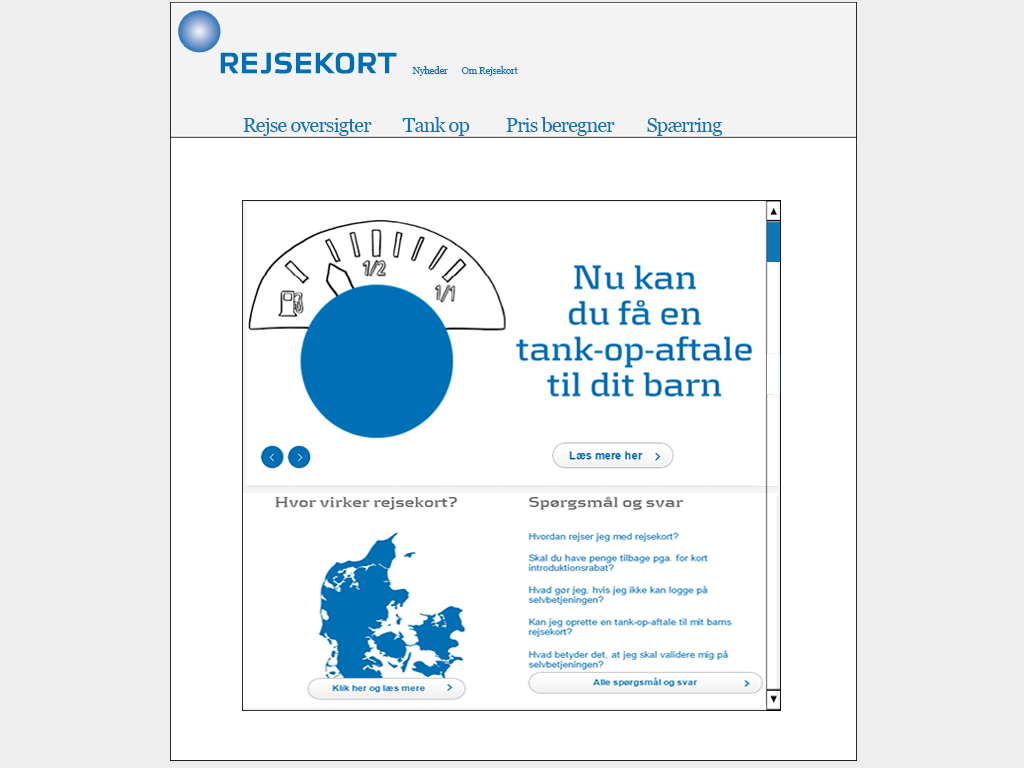 REJSEKORT
Nyheder Om Rejsekort
Rejse oversigter Tank op Pris beregner Spærring
1/2
1/1
Nu kan
du få en
tank-op-aftale
til dit barn
Læs mere her
Hvor virker rejsekort?
Klik her og læs mere
Spørgsmål og svar
Hvordan rejser jeg med rejsekort?
Skal du have penge tilbage pga. for kort
introduktionsrabat?
Hvad gør jeg, hvis jeg ikke kan logge på
selvbetjeningen?
Kan jeg oprette en tank-op-aftale til mit barns
rejsekort?
Hvad betyder det, at jeg skal validere mig på
selvbetjeningen?
Alle spørgsmål og svar